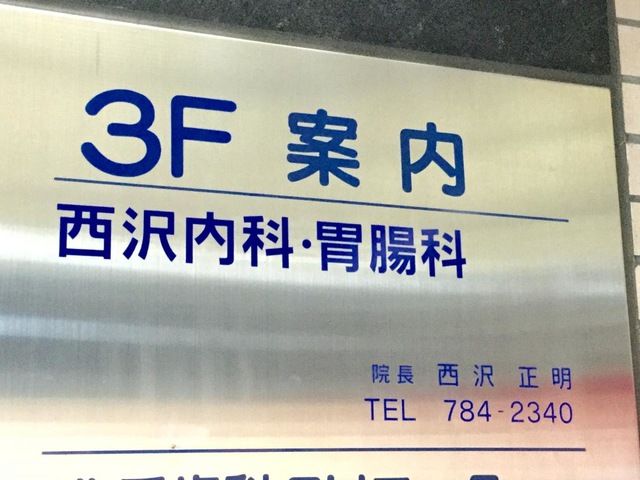 3F 案内
西沢内科・胃腸科
院長 西沢 正明
TEL 784-2340